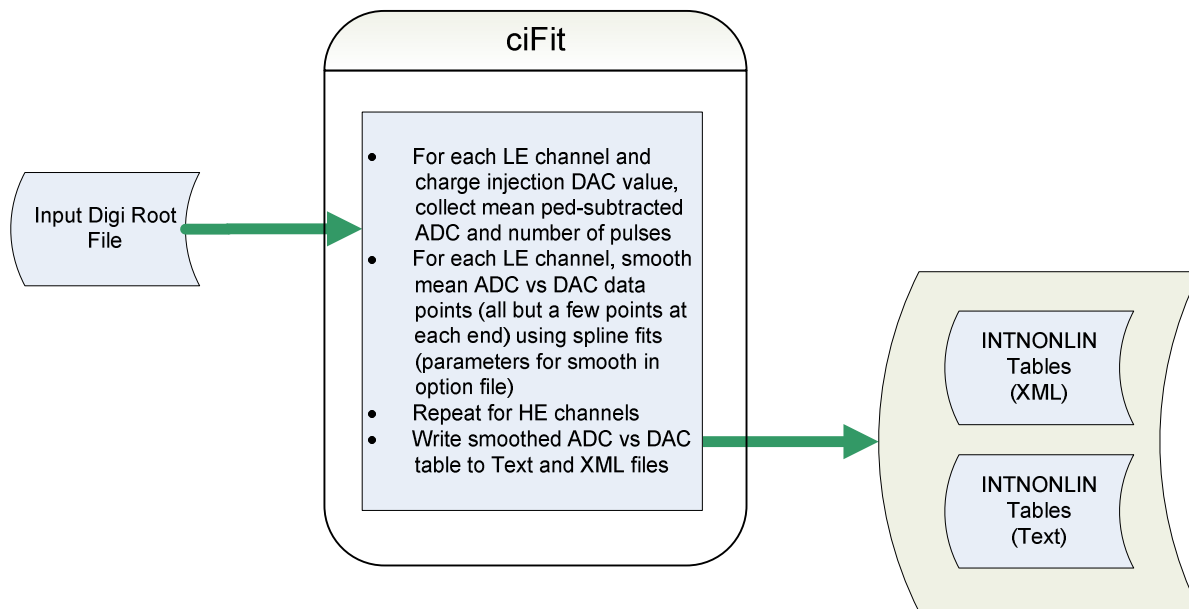 ciFit
Input Digi Root
File
• For each LE channel and
charge injection DAC value,
collect mean ped-subtracted
ADC and number of pulses
• For each LE channel, smooth
mean ADC vs DAC data
points (all but a few points at
each end) using spline fits
(parameters for smooth in
option file)
• Repeat for HE channels
• Write smoothed ADC vs DAC
table to Text and XML files
INTNONLIN
Tables
(XML)
INTNONLIN
Tables
(Text)